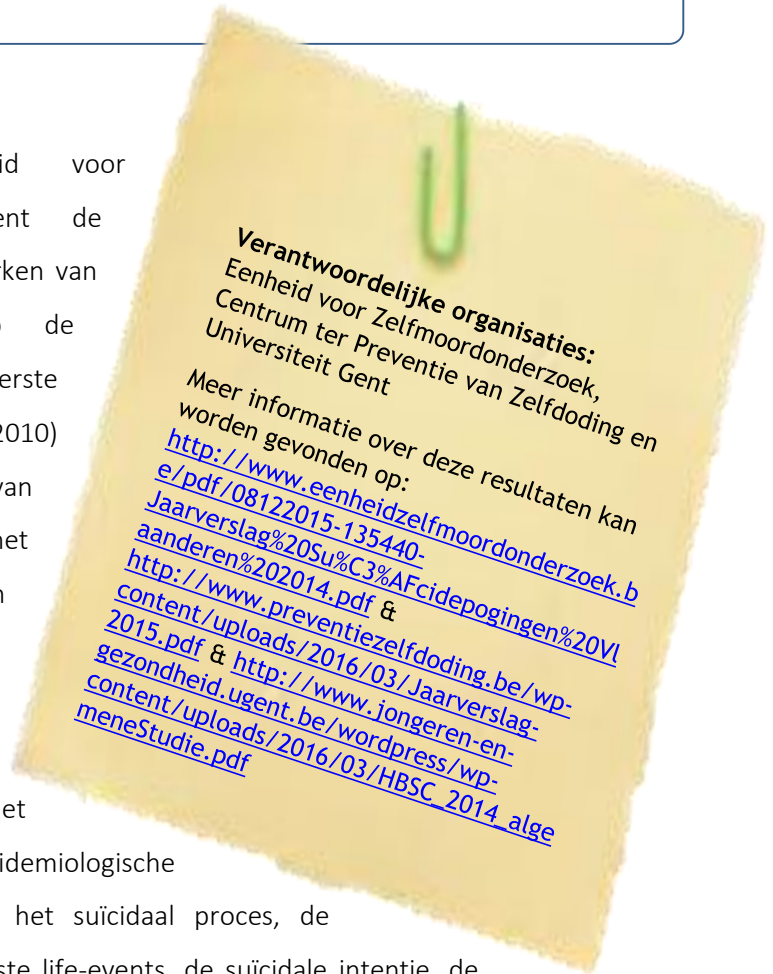 id voor
ent de
rken van
de
erste
2010)
van
et
idemiologische
het suïcidaal proces, de
ste life-events, de suïcidale intentie, de
Verantwoordelijke organisaties:
Eenheid voor Zelfmoordonderzoek,
Centrum ter Preventie van Zelfdoding en
Universiteit Gent
Meer informatie over deze resultaten kan
worden gevonden op:
http://www.eenheidzelfmoordonderzoek.b
e/pdf/08122015-135440-
Jaarverslag%20Su%C3%AFcidepogingen%20Vl
aanderen%202014.pdf &
http://www.preventiezelfdoding.be/wp-
content/uploads/2016/03/Jaarverslag-
2015.pdf & http://www.jongeren-en-
gezondheid.ugent.be/wordpress/wp-
content/uploads/2016/03/HBSC_2014_alge
meneStudie.pdf